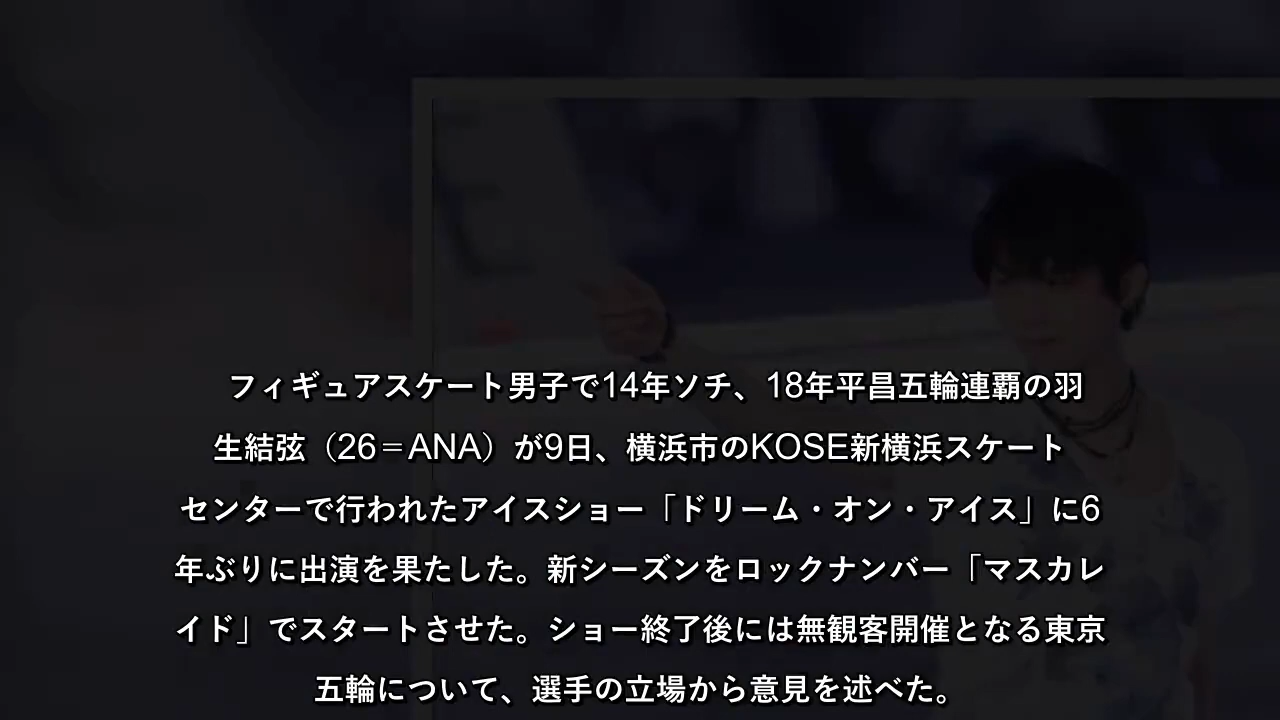 フィギュアスケート男子で14年ソチ、18年平昌五輪連覇の羽
生結弦（26＝ANA）が9日、横浜市のKOSE新横浜スケート
センターで行われたアイスショー「ドリーム・オン・アイス」に6
年ぶりに出演を果たした。新シーズンをロックナンバー「マスカレ
イド」でスタートさせた。ショー終了後には無観客開催となる東京
五輪について、選手の立場から意見を述べた。